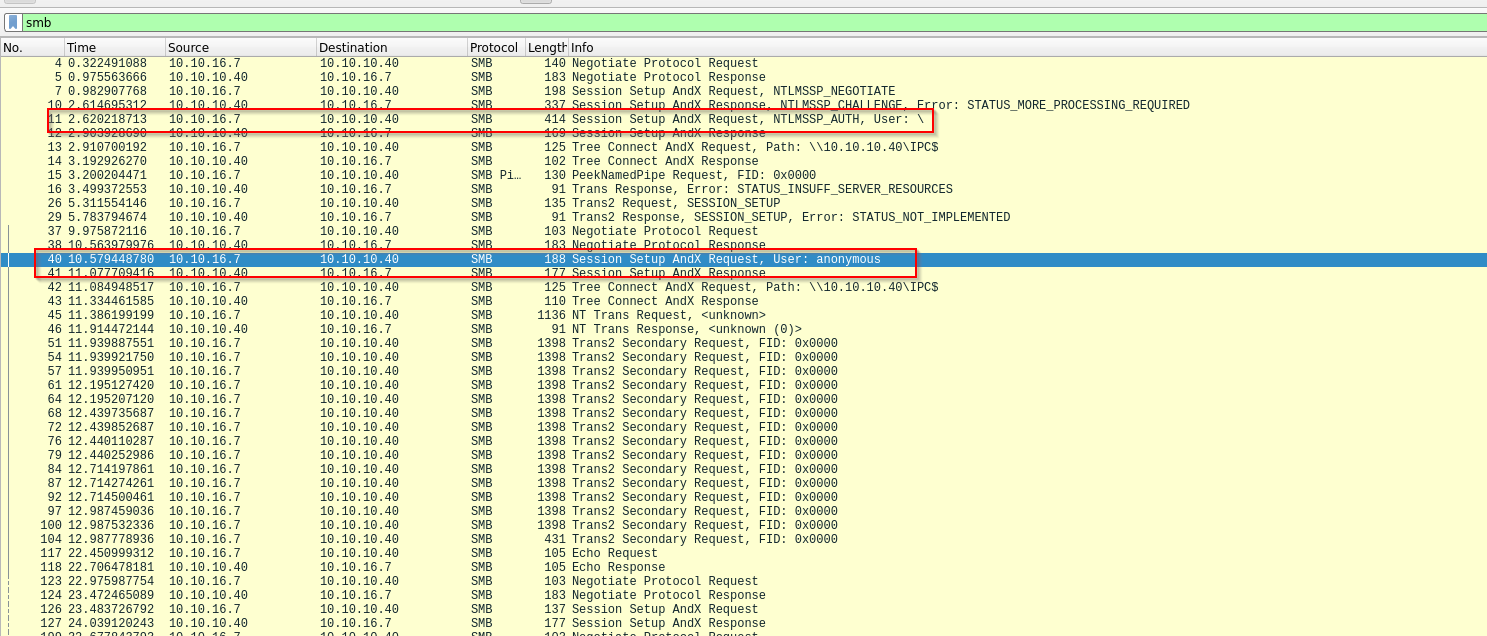 smb
No. Time Source Destination Protocol Length Info
4 0.322491088 10.10.16.7 10.10.10.40 SMB 140 Negotiate Protocol Request
5 0.975563666 10.10.10.40 10.10.16.7 SMB 183 Negotiate Protocol Response
7 0.982907768 10.10.16.7 10.10.10.40 SMB 198 Session Setup AndX Request, NTLMSSP_NEGOTIATE
10 2.614695312 10.10.10.40 10.10.16.7 SMB 337 Session Setup AndX Response, NTLMSSP_CHALLENGE, Error: STATUS_MORE_PROCESSING_REQUIRED
11 2.620218713 10.10.16.7 10.10.10.40 SMB 414 Session Setup AndX Request, NTLMSSP_AUTH, User: \
12 2.903928690 10.10.10.40 10.10.16.7 SMB 169 Session Setup AndX Response
13 2.910700192 10.10.16.7 10.10.10.40 SMB 125 Tree Connect AndX Request, Path: \\10.10.10.40\IPC$
14 3.192926270 10.10.10.40 10.10.16.7 SMB 102 Tree Connect AndX Response
15 3.200204471 10.10.16.7 10.10.10.40 SMB Pi… 130 PeekNamedPipe Request, FID: 0x0000
16 3.499372553 10.10.10.40 10.10.16.7 SMB 91 Trans Response, Error: STATUS_INSUFF_SERVER_RESOURCES
26 5.311554146 10.10.16.7 10.10.10.40 SMB 135 Trans2 Request, SESSION_SETUP
29 5.783794674 10.10.10.40 10.10.16.7 SMB 91 Trans2 Response, SESSION_SETUP, Error: STATUS_NOT_IMPLEMENTED
37 9.975872116 10.10.16.7 10.10.10.40 SMB 103 Negotiate Protocol Request
38 10.563979976 10.10.10.40 10.10.16.7 SMB 183 Negotiate Protocol Response
40 10.579448780 10.10.16.7 10.10.10.40 SMB 188 Session Setup AndX Request, User: anonymous
41 11.077709416 10.10.10.40 10.10.16.7 SMB 177 Session Setup AndX Response
42 11.084948517 10.10.16.7 10.10.10.40 SMB 125 Tree Connect AndX Request, Path: \\10.10.10.40\IPC$
43 11.334461585 10.10.10.40 10.10.16.7 SMB 110 Tree Connect AndX Response
45 11.386199199 10.10.16.7 10.10.10.40 SMB 1136 NT Trans Request, <unknown>
46 11.914472144 10.10.10.40 10.10.16.7 SMB 91 NT Trans Response, <unknown (0)>
51 11.939887551 10.10.16.7 10.10.10.40 SMB 1398 Trans2 Secondary Request, FID: 0x0000
54 11.939921750 10.10.16.7 10.10.10.40 SMB 1398 Trans2 Secondary Request, FID: 0x0000
57 11.939950951 10.10.16.7 10.10.10.40 SMB 1398 Trans2 Secondary Request, FID: 0x0000
61 12.195127420 10.10.16.7 10.10.10.40 SMB 1398 Trans2 Secondary Request, FID: 0x0000
64 12.195207120 10.10.16.7 10.10.10.40 SMB 1398 Trans2 Secondary Request, FID: 0x0000
68 12.439735687 10.10.16.7 10.10.10.40 SMB 1398 Trans2 Secondary Request, FID: 0x0000
72 12.439852687 10.10.16.7 10.10.10.40 SMB 1398 Trans2 Secondary Request, FID: 0x0000
76 12.440110287 10.10.16.7 10.10.10.40 SMB 1398 Trans2 Secondary Request, FID: 0x0000
79 12.440252986 10.10.16.7 10.10.10.40 SMB 1398 Trans2 Secondary Request, FID: 0x0000
84 12.714197861 10.10.16.7 10.10.10.40 SMB 1398 Trans2 Secondary Request, FID: 0x0000
87 12.714274261 10.10.16.7 10.10.10.40 SMB 1398 Trans2 Secondary Request, FID: 0x0000
92 12.714500461 10.10.16.7 10.10.10.40 SMB 1398 Trans2 Secondary Request, FID: 0x0000
97 12.987459036 10.10.16.7 10.10.10.40 SMB 1398 Trans2 Secondary Request, FID: 0x0000
100 12.987532336 10.10.16.7 10.10.10.40 SMB 1398 Trans2 Secondary Request, FID: 0x0000
104 12.987778936 10.10.16.7 10.10.10.40 SMB 431 Trans2 Secondary Request, FID: 0x0000
117 22.450999312 10.10.16.7 10.10.10.40 SMB 105 Echo Request
118 22.706478181 10.10.10.40 10.10.16.7 SMB 105 Echo Response
123 22.975987754 10.10.16.7 10.10.10.40 SMB 103 Negotiate Protocol Request
124 23.472465089 10.10.10.40 10.10.16.7 SMB 183 Negotiate Protocol Response
126 23.483726792 10.10.16.7 10.10.10.40 SMB 137 Session Setup AndX Request
127 24.039120243 10.10.10.40 10.10.16.7 SMB 177 Session Setup AndX Response